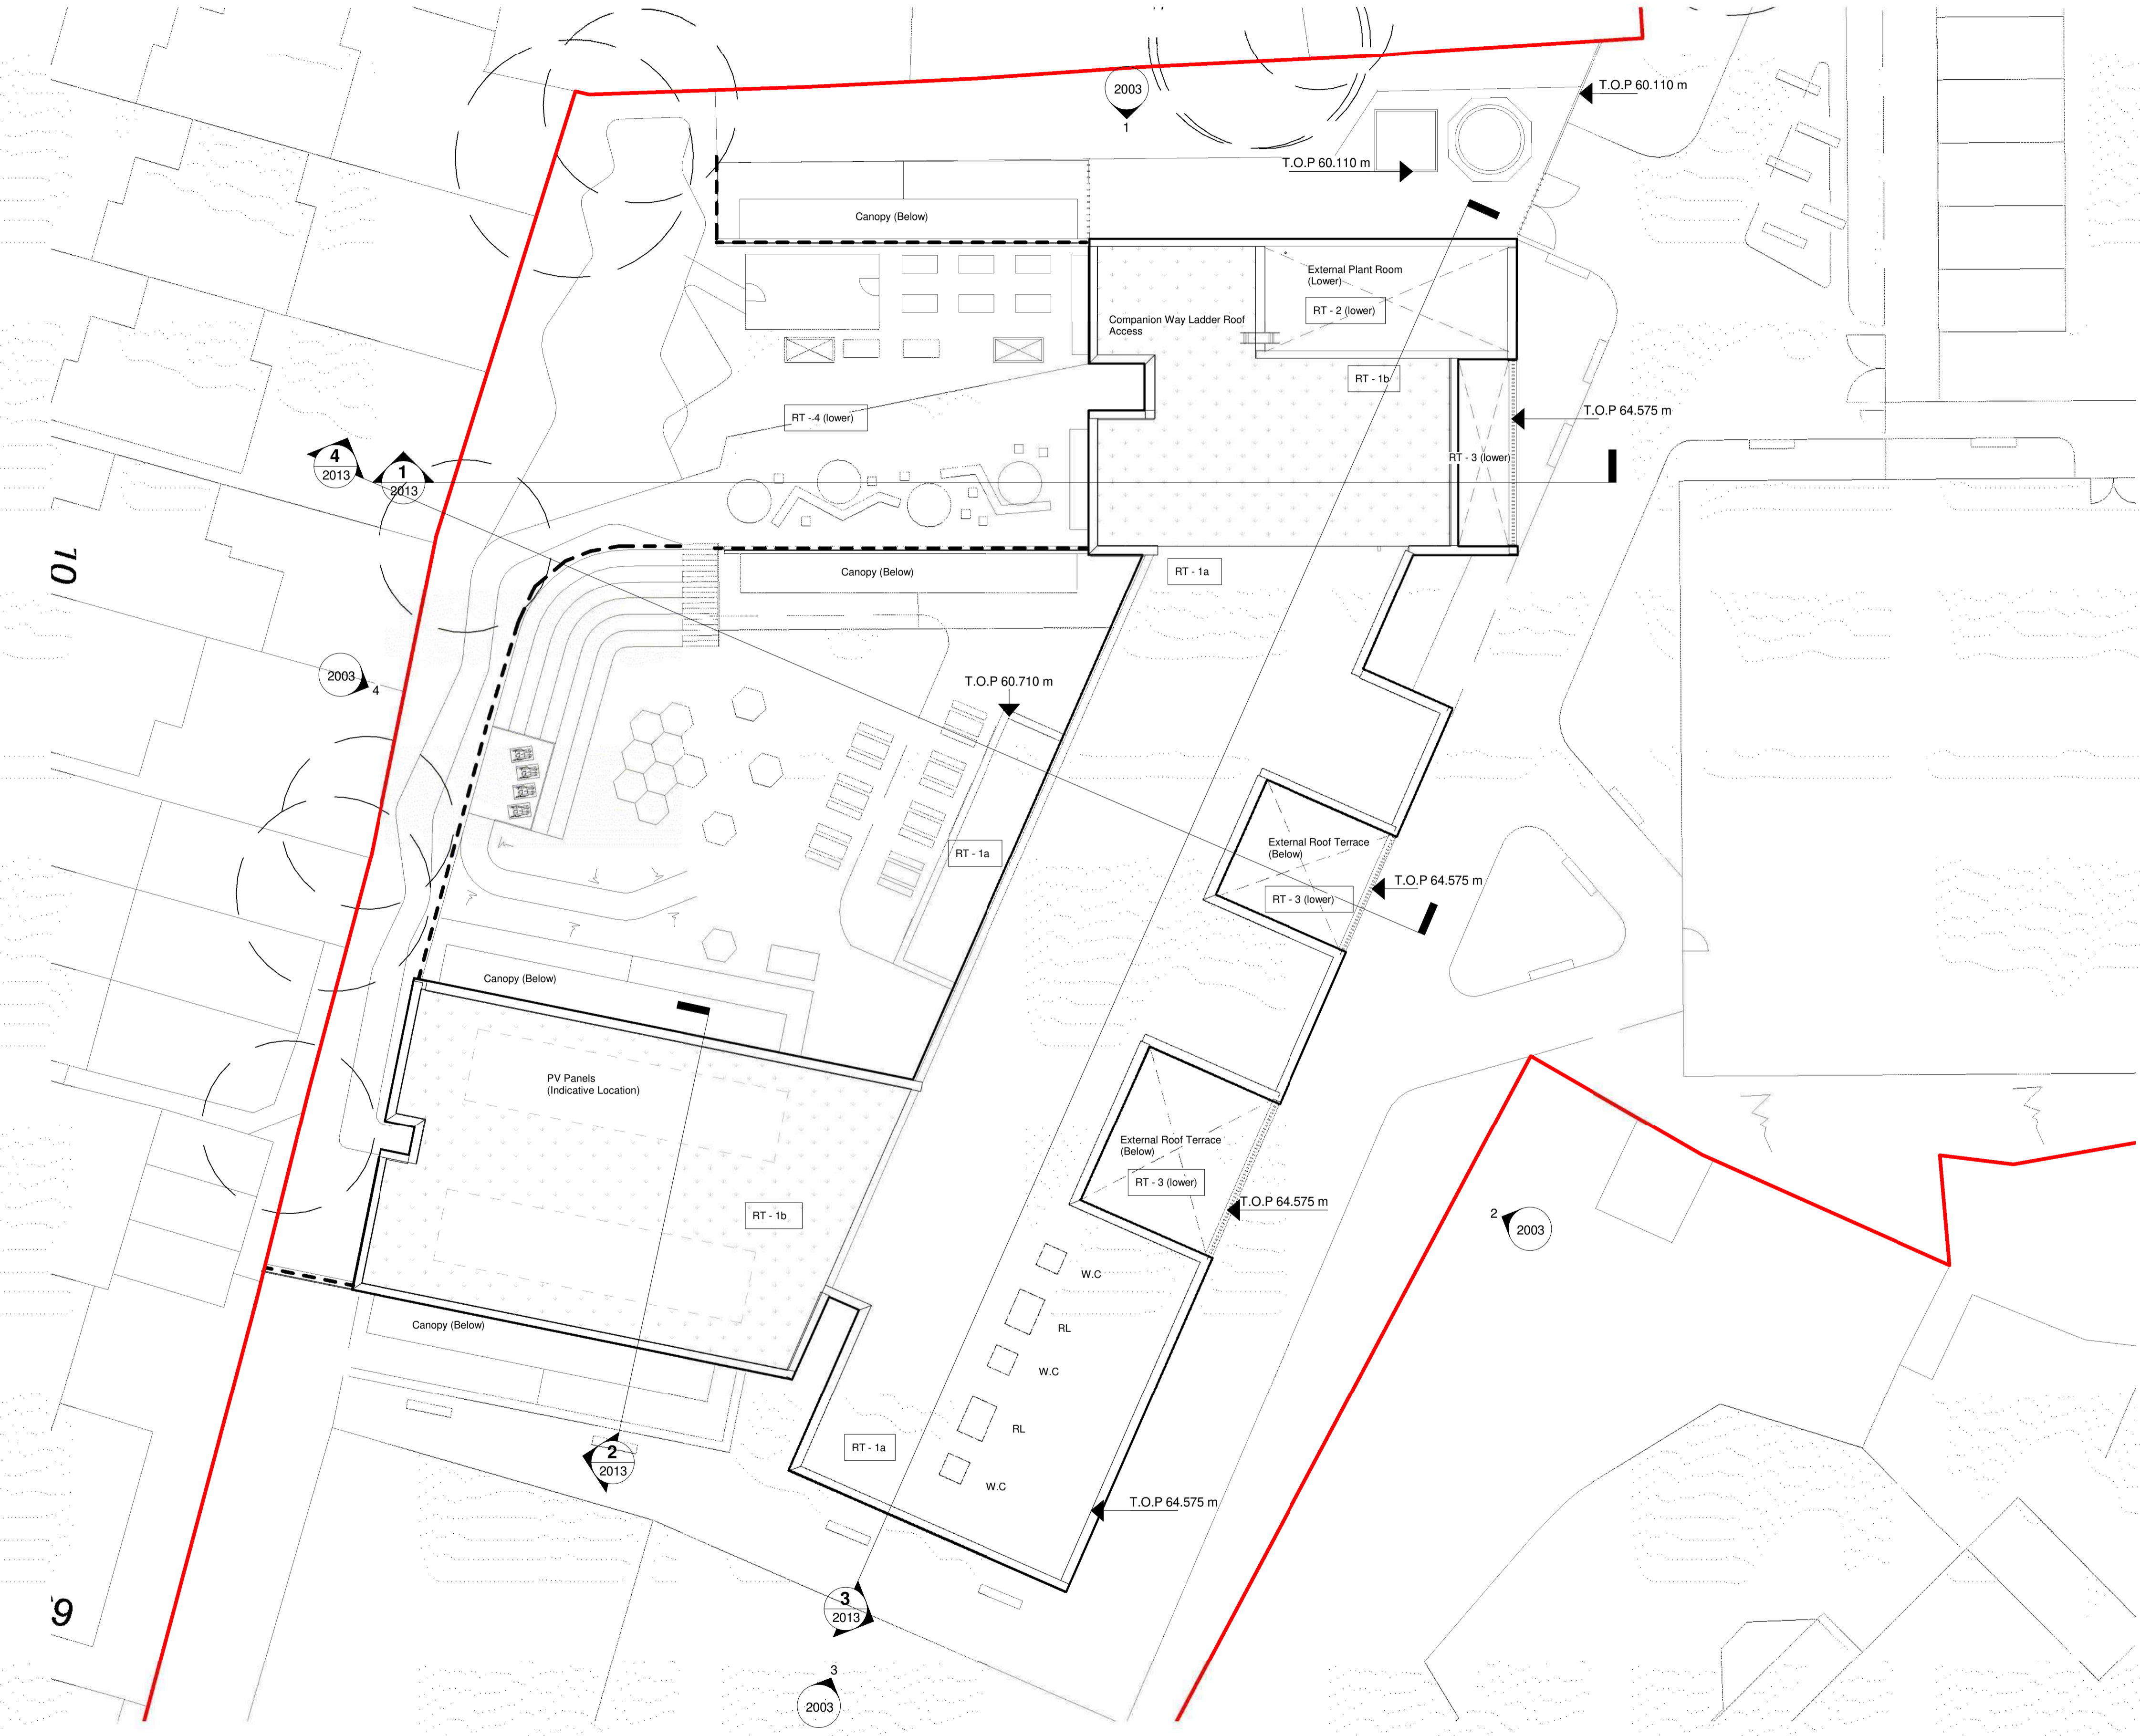 T.O.P 60.110 m
2003
1
T.O.P 60.110 m
Canopy (Below)
External Plant Room
(Lower)
RT - 2 (lower)
Companion Way Ladder Roof
Access
RT - 1b
RT - 4 (lower)
T.O.P 64.575 m
4
2013
1
2013
RT - 3 (lower)
10
Canopy (Below)
RT - 1a
2003
4
T.O.P 60.710 m
RT - 1a
External Roof Terrace
(Below)
T.O.P 64.575 m
RT - 3 (lower)
Canopy (Below)
PV Panels
(Indicative Location)
External Roof Terrace
(Below)
RT - 3 (lower)
T.O.P 64.575 m
RT - 1b
2
2003
W.C
Canopy (Below)
RL
W.C
RL
RT - 1a
2
2013
W.C
T.O.P 64.575 m
3
2013
9
3
2003